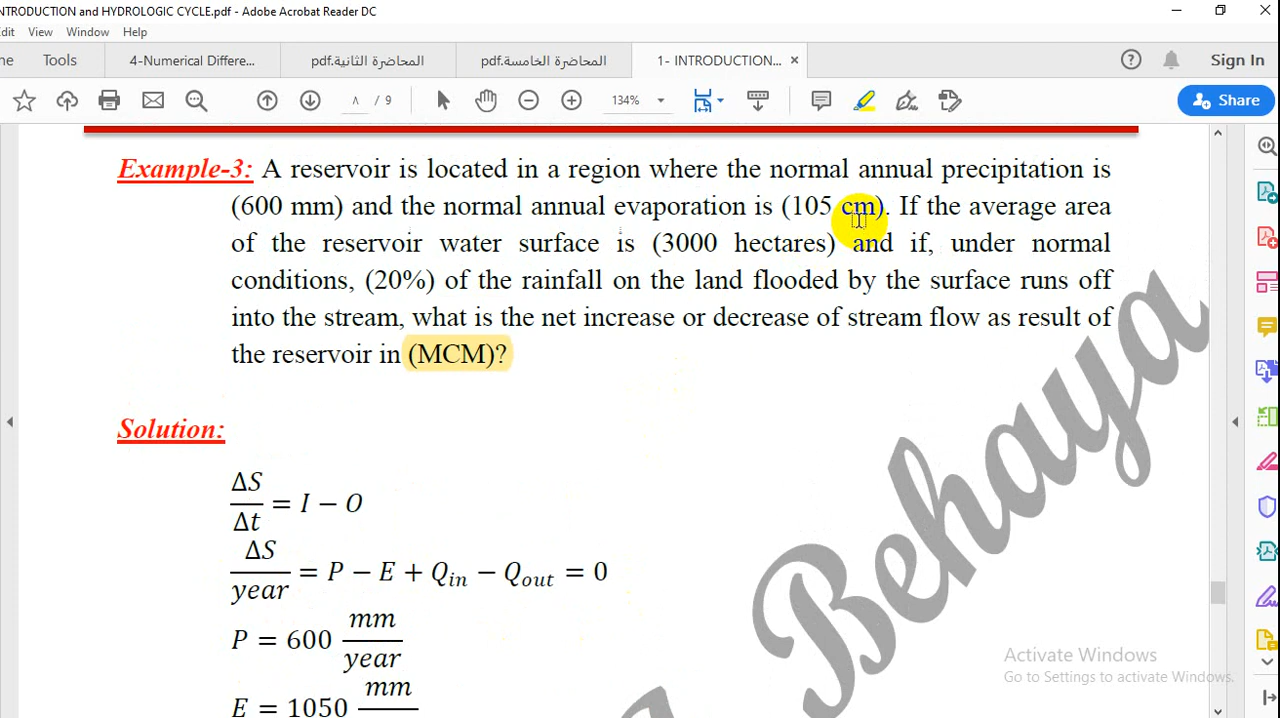 NTRODUCTION and HYDROLOGIC CYCLE.pdf - Adobe Acrobat Reader DC
dit View Window Help
ne Tools 4-Numerical Differe... المحاضرة الثانية.pdf المحاضرة الخامسة.pdf 1- INTRODUCTION... × Sign In
٨ / 9 134% Share
Example-3: A reservoir is located in a region where the normal annual precipitation is
(600 mm) and the normal annual evaporation is (105 cm). If the average area
of the reservoir water surface is (3000 hectares) and if, under normal
conditions, (20%) of the rainfall on the land flooded by the surface runs off
into the stream, what is the net increase or decrease of stream flow as result of
the reservoir in (MCM)?
Solution:
ΔS/Δt = I − O
ΔS/year = P − E + Q_in − Q_out = 0
P = 600 mm/year
E = 1050 mm
Behaya
Activate Windows
Go to Settings to activate Windows.